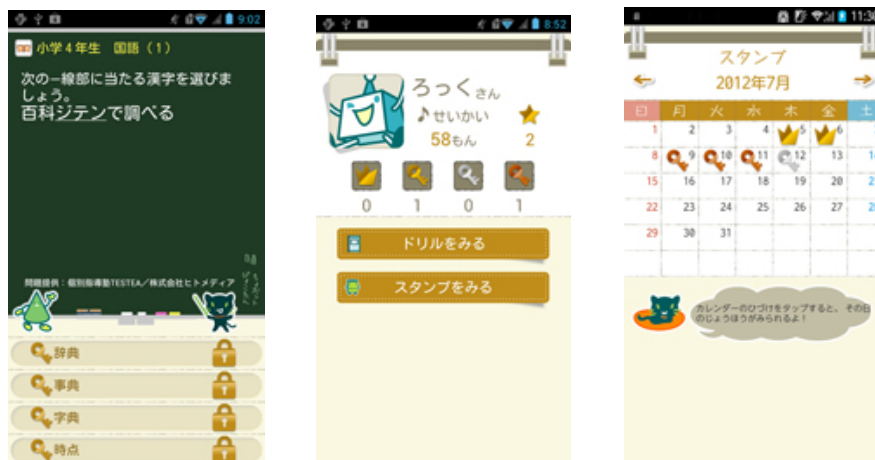 9:02
小学4年生 国語（1）
次の一線部に当たる漢字を選びま
しょう。
百科ジテンで調べる
問題提供：個別指導塾TESTEA／株式会社ヒトメディア
辞典
事典
字典
時点
8:52
ろっくさん
♪せいかい
58もん
2
0 1 0 1
ドリルをみる
スタンプをみる
11:30
スタンプ
2012年7月
日 月 火 水 木 金 土
1 2 3 4 5 6
8 9 10 11 12 13
15 16 17 18 19 20
22 23 24 25 26 27
29 30 31
カレンダーのひづけをタップすると、その日
のじょうほうがみられるよ！